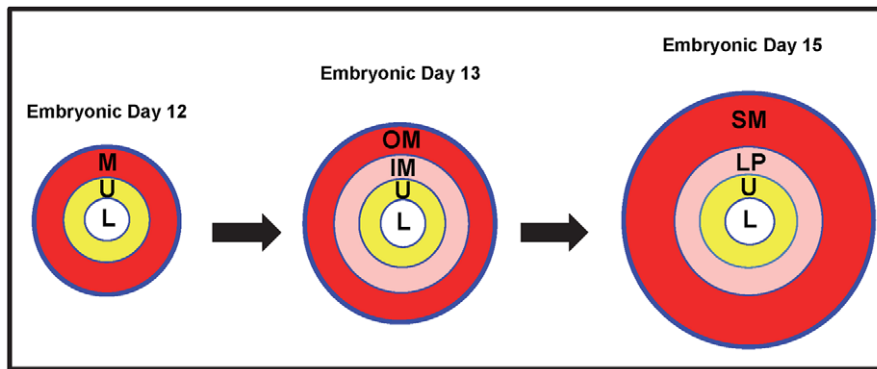 Embryonic Day 12
M
U
L
Embryonic Day 13
OM
IM
U
L
Embryonic Day 15
SM
LP
U
L